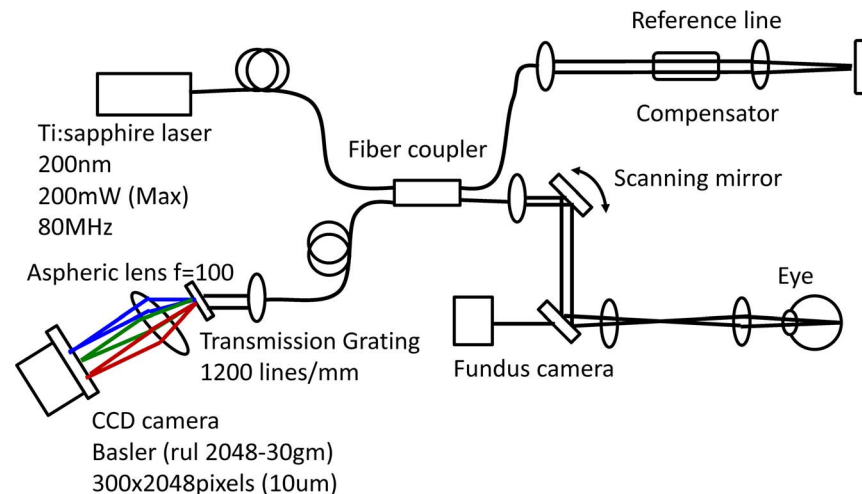 Reference line
Compensator
Ti:sapphire laser
200nm
200mW (Max)
80MHz
Fiber coupler
Scanning mirror
Aspheric lens f=100
Eye
Transmission Grating
1200 lines/mm
Fundus camera
CCD camera
Basler (rul 2048-30gm)
300x2048pixels (10um)